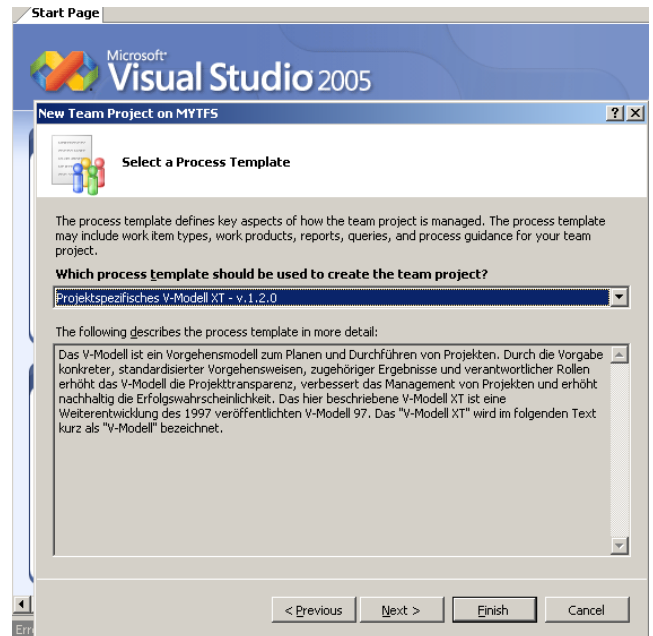 Start Page
Microsoft
Visual Studio 2005
New Team Project on MYTFS
Select a Process Template
The process template defines key aspects of how the team project is managed. The process template
may include work item types, work products, reports, queries, and process guidance for your team
project.
Which process template should be used to create the team project?
Projektspezifisches V-Modell XT - v.1.2.0
The following describes the process template in more detail:
Das V-Modell ist ein Vorgehensmodell zum Planen und Durchführen von Projekten. Durch die Vorgabe
konkreter, standardisierter Vorgehensweisen, zugehöriger Ergebnisse und verantwortlicher Rollen
erhöht das V-Modell die Projekttransparenz, verbessert das Management von Projekten und erhöht
nachhaltig die Erfolgswahrscheinlichkeit. Das hier beschriebene V-Modell XT ist eine
Weiterentwicklung des 1997 veröffentlichten V-Modell 97. Das "V-Modell XT" wird im folgenden Text
kurz als "V-Modell" bezeichnet.
< Previous Next > Finish Cancel